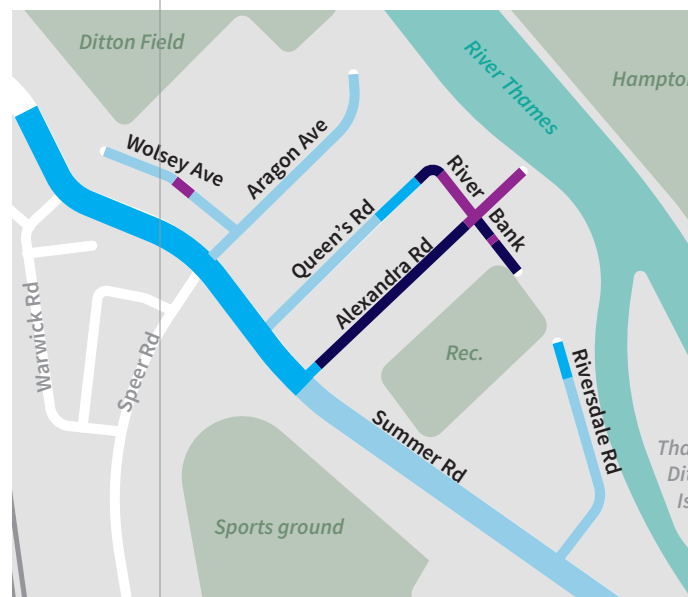 Ditton Field
River Thames
Hampto
Wolsey Ave
Aragon Ave
River
Bank
Queen's Rd
Alexandra Rd
Warwick Rd
Speer Rd
Rec.
Riversdale Rd
Summer Rd
Tha
Dit
Is
Sports ground